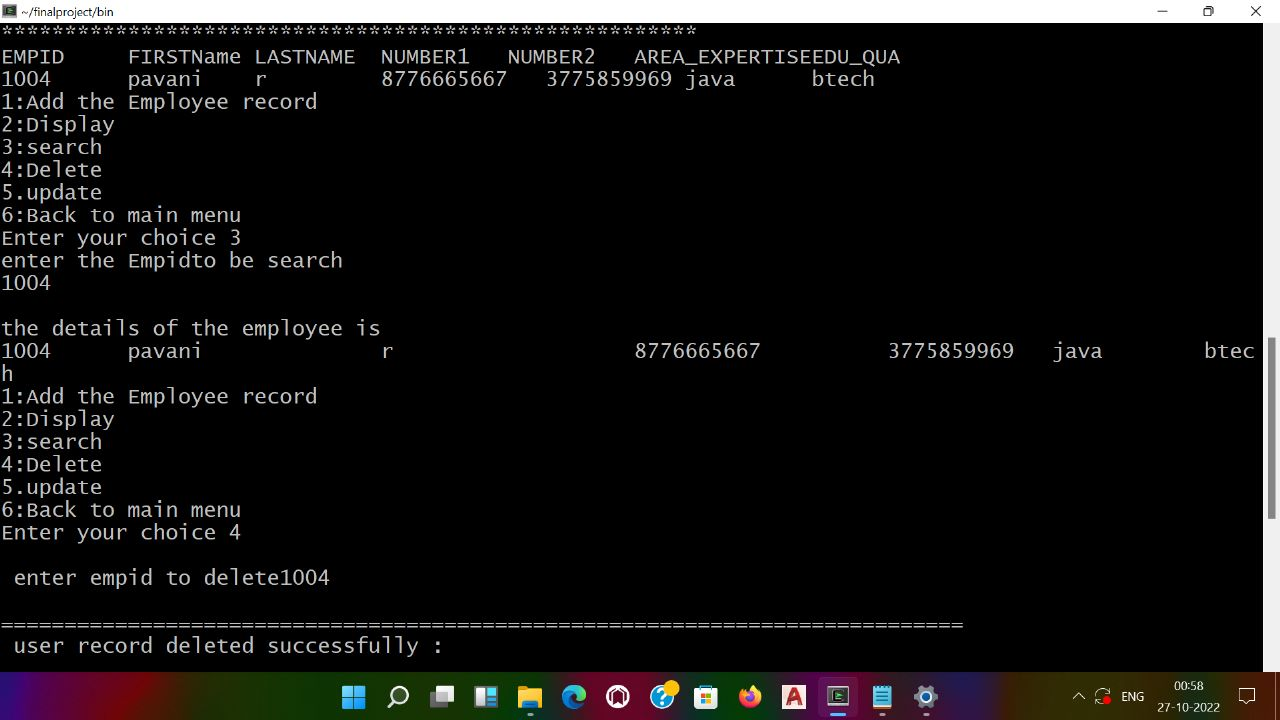 ~/finalproject/bin
******************************************************* 
EMPID FIRSTName LASTNAME NUMBER1 NUMBER2 AREA_EXPERTISEEDU_QUA
1004 pavani r 8776665667 3775859969 java btech
1:Add the Employee record
2:Display
3:search
4:Delete
5.update
6:Back to main menu
Enter your choice 3
enter the Empidto be search
1004
the details of the employee is
1004 pavani r 8776665667 3775859969 java btec
h
1:Add the Employee record
2:Display
3:search
4:Delete
5.update
6:Back to main menu
Enter your choice 4
enter empid to delete1004
============================================================================
user record deleted successfully :
ENG
00:58
27-10-2022